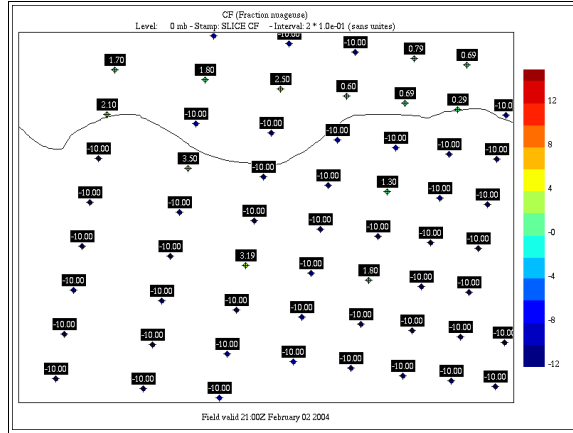 CF (Fraction nuageuse)
Level: 0 mb - Stamp: SLICE CF - Interval: 2 * 1.0e-01 (sans unites)
-10.00 -10.00 -10.00 0.79 0.69
1.70 1.80 2.50 0.60 0.69 0.29 -10.0
2.10 -10.00 -10.00 -10.00 -10.00 -10.00 -10.00
-10.00 3.50 -10.00 -10.00 1.30 -10.00 -10.00
-10.00 -10.00 -10.00 -10.00 -10.00 -10.00 -10.00
-10.00 -10.00 3.19 -10.00 1.80 -10.00 -10.00
-10.00 -10.00 -10.00 -10.00 -10.00 -10.00 -10.00 -10.0
-10.00 -10.00 -10.00 -10.00 -10.00 -10.00 -10.00
-10.00 -10.00 -10.00
12
8
4
-0
-4
-8
-12
Field valid 21:00Z February 02 2004